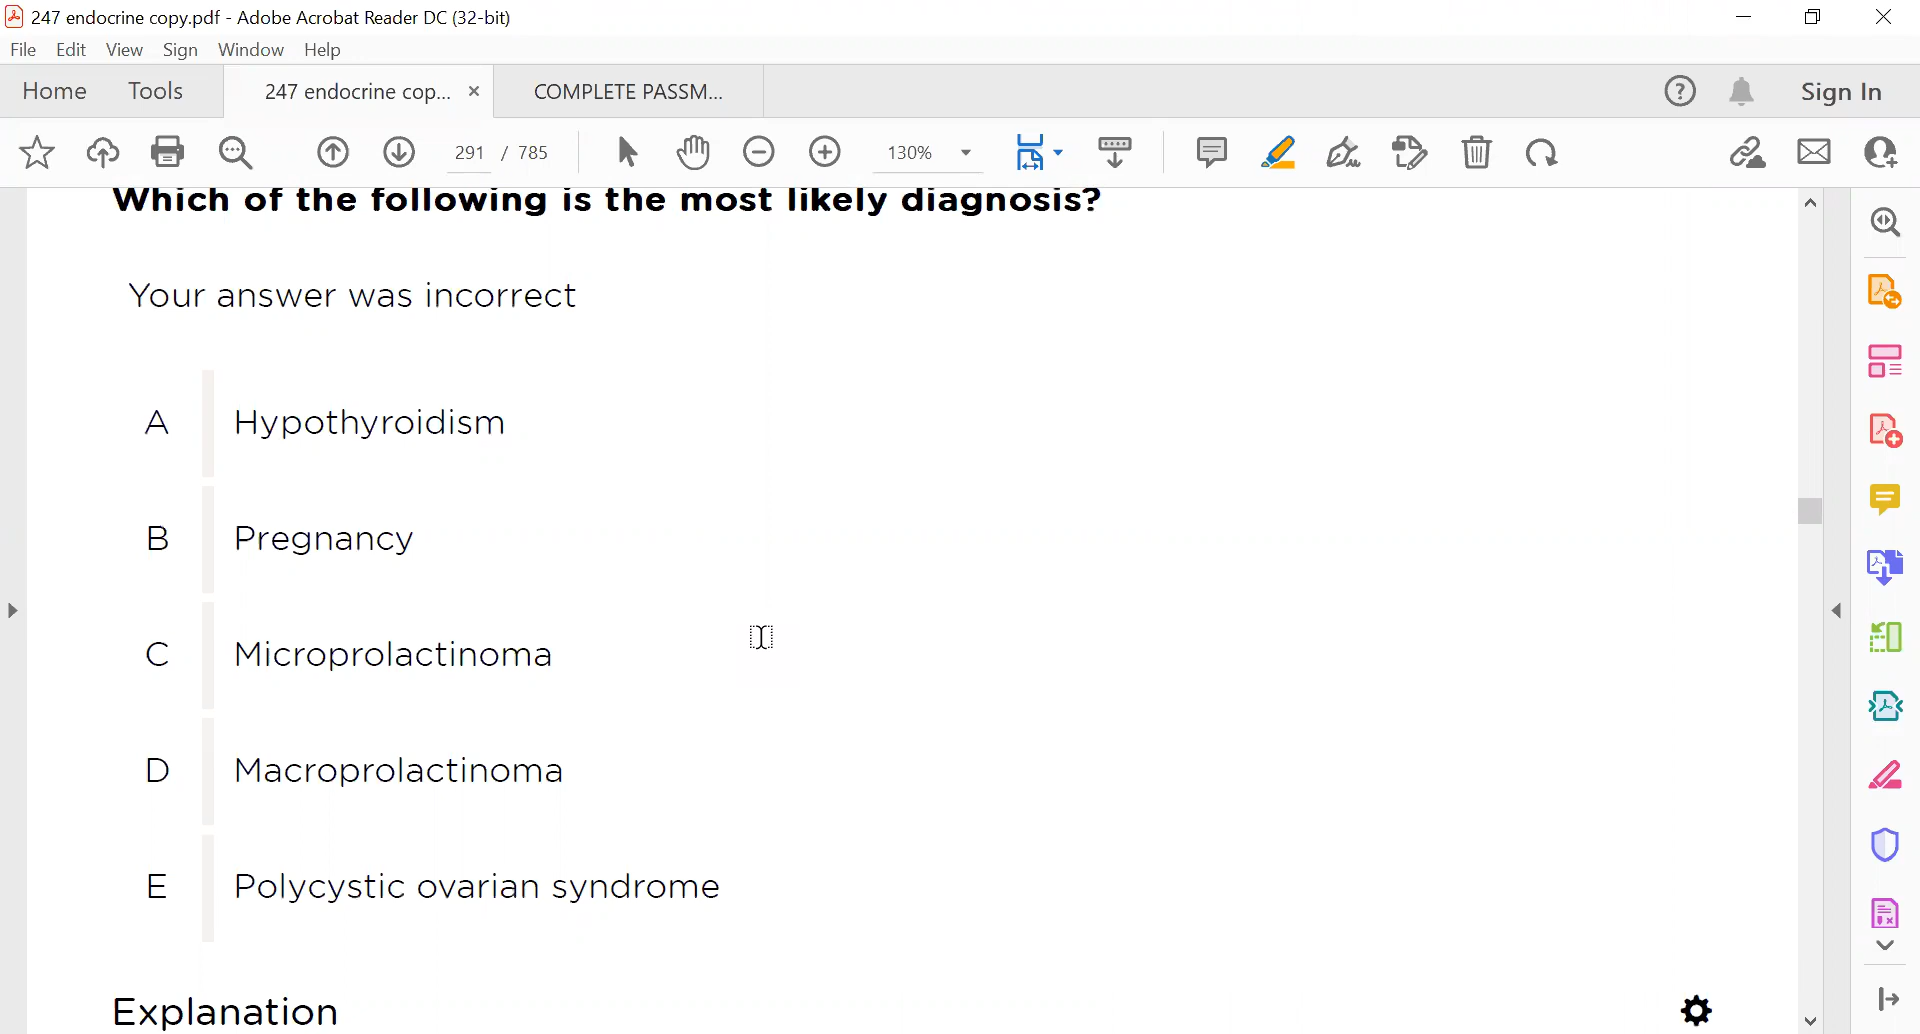 247 endocrine copy.pdf - Adobe Acrobat Reader DC (32-bit)
File Edit View Sign Window Help
Home Tools 247 endocrine cop... × COMPLETE PASSM... Sign In
291 / 785 130%
Which of the following is the most likely diagnosis?
Your answer was incorrect
A Hypothyroidism
B Pregnancy
C Microprolactinoma
D Macroprolactinoma
E Polycystic ovarian syndrome
Explanation